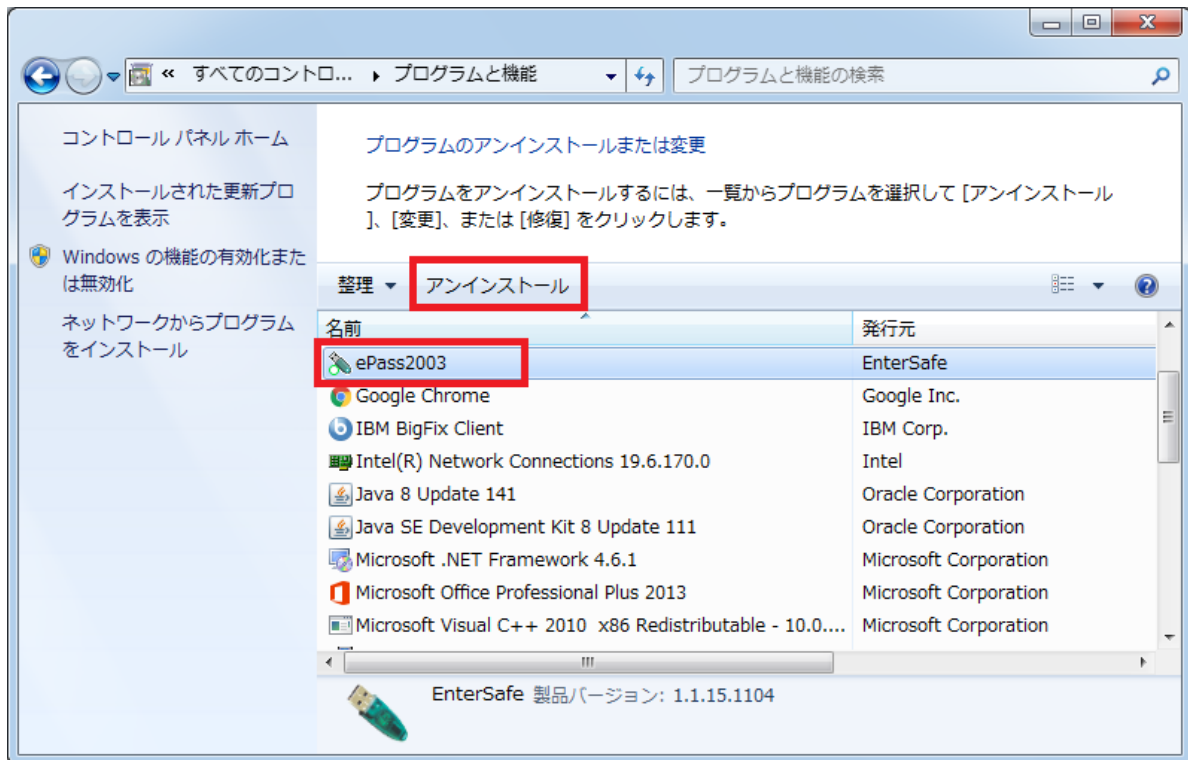 « すべてのコントロ... ▸ プログラムと機能
プログラムと機能の検索
コントロール パネル ホーム
インストールされた更新プロ
グラムを表示
Windows の機能の有効化また
は無効化
ネットワークからプログラム
をインストール
プログラムのアンインストールまたは変更
プログラムをアンインストールするには、一覧からプログラムを選択して [アンインストール
]、[変更]、または [修復] をクリックします。
整理 アンインストール
名前 発行元
ePass2003 EnterSafe
Google Chrome Google Inc.
IBM BigFix Client IBM Corp.
Intel(R) Network Connections 19.6.170.0 Intel
Java 8 Update 141 Oracle Corporation
Java SE Development Kit 8 Update 111 Oracle Corporation
Microsoft .NET Framework 4.6.1 Microsoft Corporation
Microsoft Office Professional Plus 2013 Microsoft Corporation
Microsoft Visual C++ 2010 x86 Redistributable - 10.0.... Microsoft Corporation
EnterSafe 製品バージョン: 1.1.15.1104